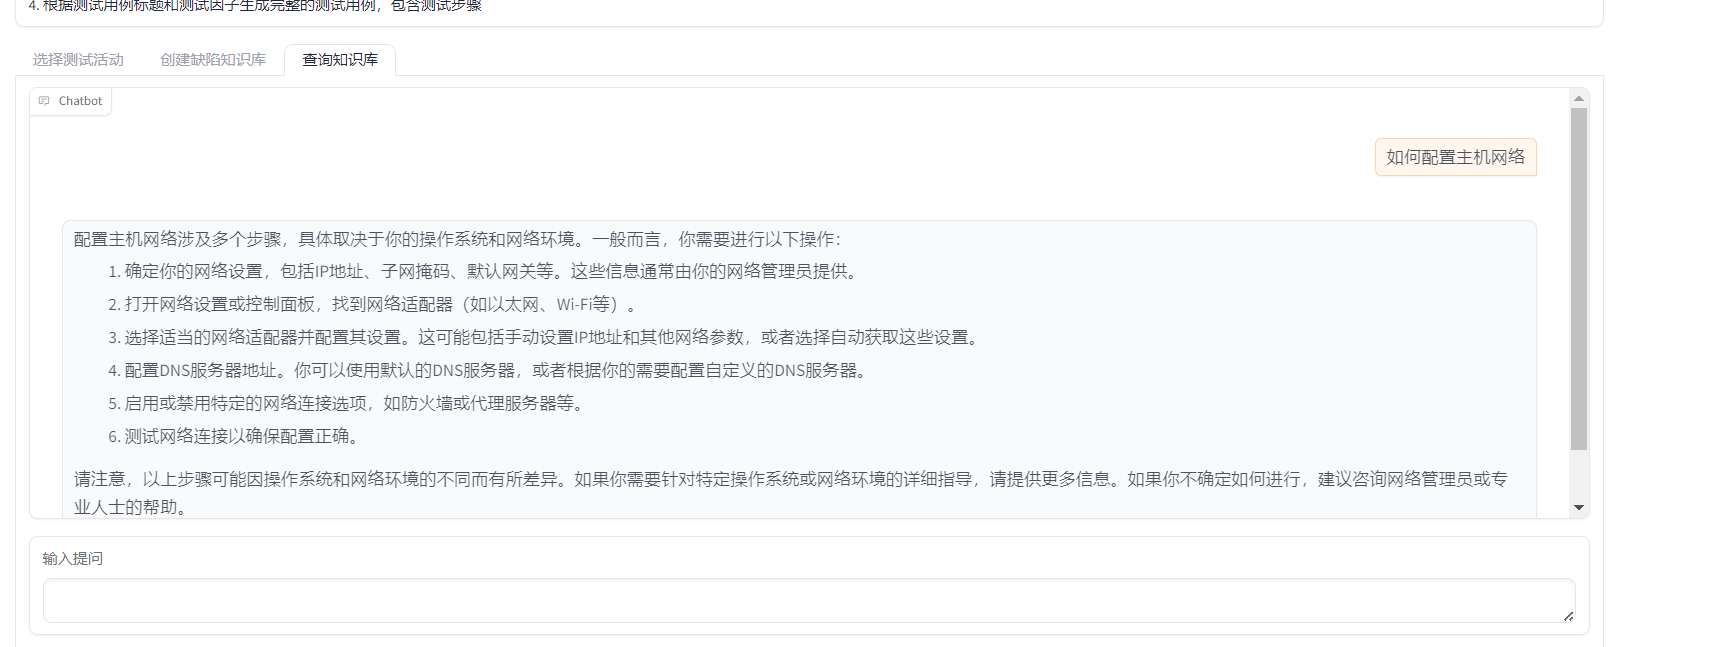 4. 根据测试用例标题和测试因子生成完整的测试用例，包含测试步骤
选择测试活动
创建缺陷知识库
查询知识库
Chatbot
如何配置主机网络
配置主机网络涉及多个步骤，具体取决于你的操作系统和网络环境。一般而言，你需要进行以下操作：
1. 确定你的网络设置，包括IP地址、子网掩码、默认网关等。这些信息通常由你的网络管理员提供。
2. 打开网络设置或控制面板，找到网络适配器（如以太网、Wi-Fi等）。
3. 选择适当的网络适配器并配置其设置。这可能包括手动设置IP地址和其他网络参数，或者选择自动获取这些设置。
4. 配置DNS服务器地址。你可以使用默认的DNS服务器，或者根据你的需要配置自定义的DNS服务器。
5. 启用或禁用特定的网络连接选项，如防火墙或代理服务器等。
6. 测试网络连接以确保配置正确。
请注意，以上步骤可能因操作系统和网络环境的不同而有所差异。如果你需要针对特定操作系统或网络环境的详细指导，请提供更多信息。如果你不确定如何进行，建议咨询网络管理员或专
业人士的帮助。
输入提问